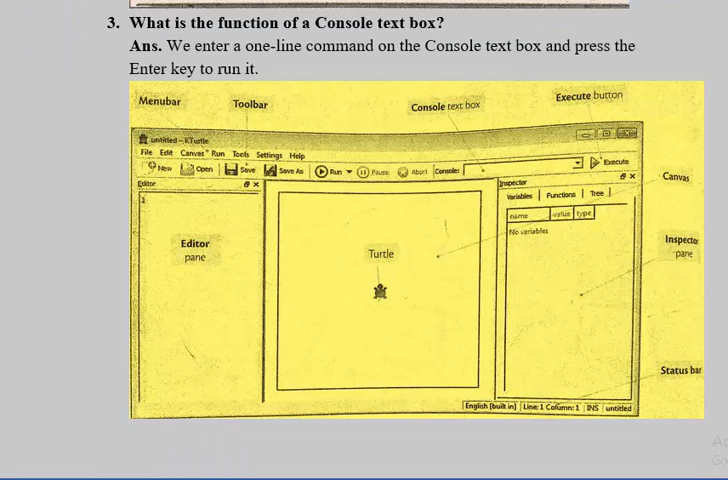 3. What is the function of a Console text box?
Ans. We enter a one-line command on the Console text box and press the
Enter key to run it.
Menubar
Toolbar
Console text box
Execute button
untitled – KTurtle
File Edit Canvas Run Tools Settings Help
New Open Save Save As Run Pause Abort Console: Execute
Editor
Inspector
Canvas
Variables Functions Tree
1
name value type
No variables
Editor
pane
Turtle
Inspector
pane
Status bar
English [built in] Line: 1 Column: 1 INS untitled